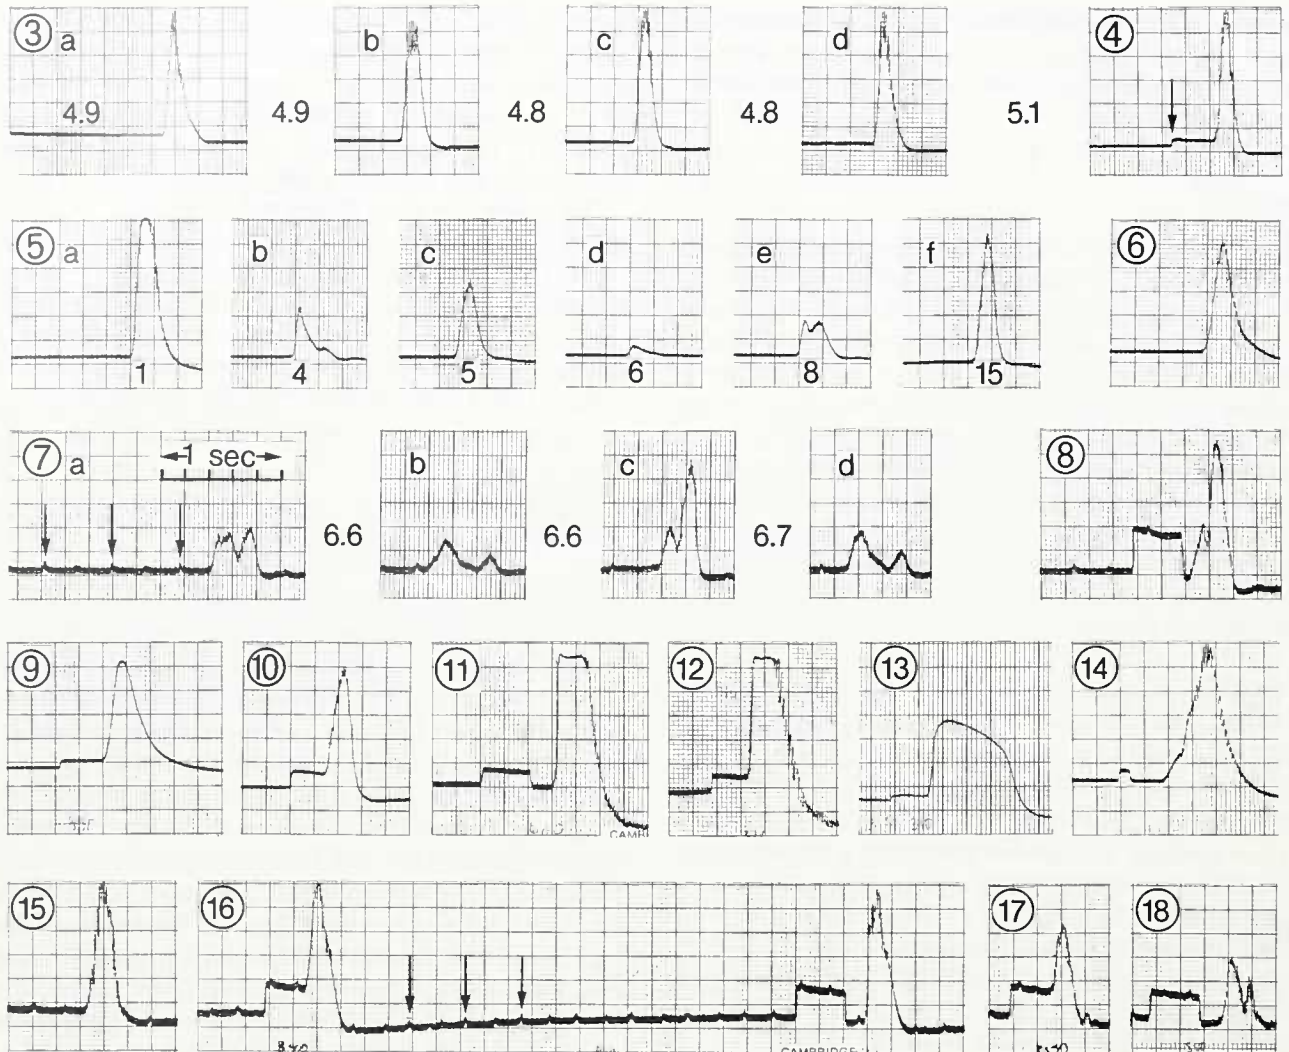 ③ a b c d ④
4.9 4.9 4.8 4.8 5.1
⑤ a b c d e f ⑥
1 4 5 6 8 15
⑦ a 1 sec b c d ⑧
6.6 6.6 6.7
⑨ ⑩ ⑪ ⑫ ⑬ ⑭
⑮ ⑯ ⑰ ⑱
CAMBRIDGE